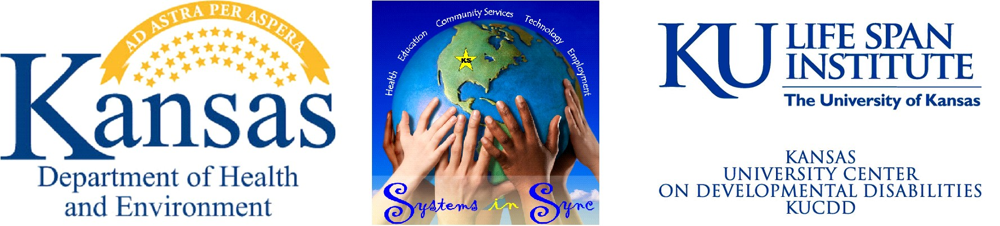 AD ASTRA PER ASPERA
Kansas
Department of Health
and Environment
Health Education Community Services Technology Employment
KS
Systems in Sync
KU LIFE SPAN
INSTITUTE
The University of Kansas
KANSAS
UNIVERSITY CENTER
ON DEVELOPMENTAL DISABILITIES
KUCDD